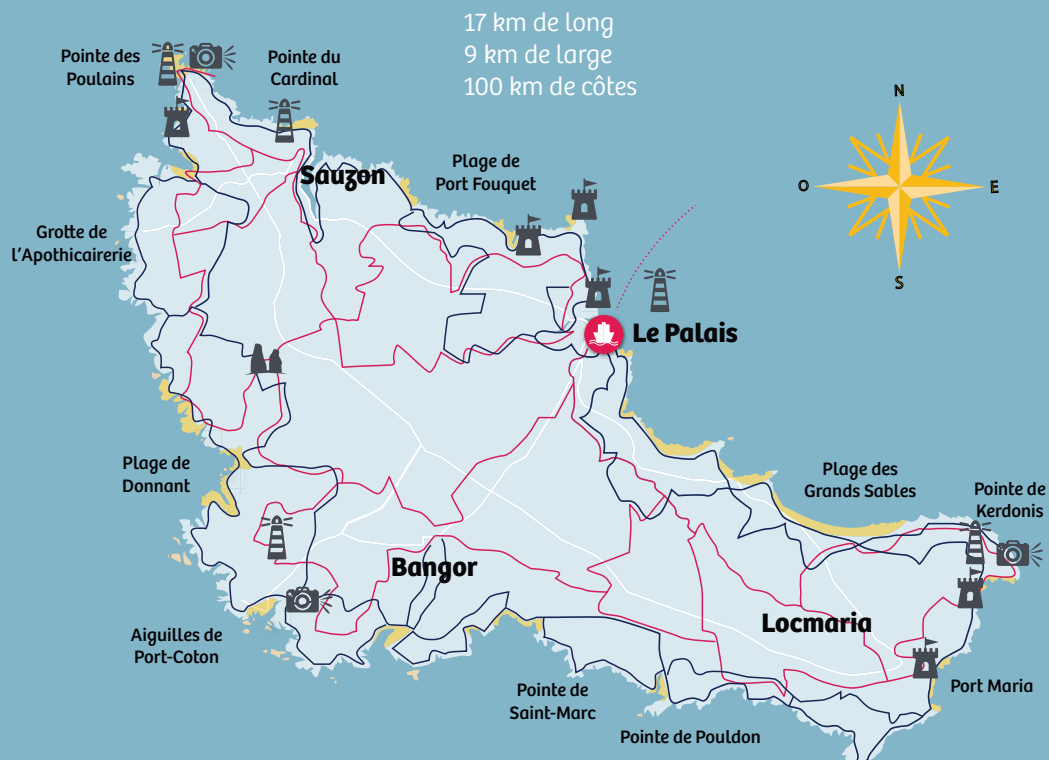 17 km de long
9 km de large
100 km de côtes
Pointe des
Poulains
Pointe du
Cardinal
N
O
E
S
Sauzon
Plage de
Port Fouquet
Grotte de
l'Apothicairerie
Le Palais
Plage de
Donnant
Plage des
Grands Sables
Pointe de
Kerdonis
Bangor
Locmaria
Aiguilles de
Port-Coton
Pointe de
Saint-Marc
Port Maria
Pointe de Pouldon